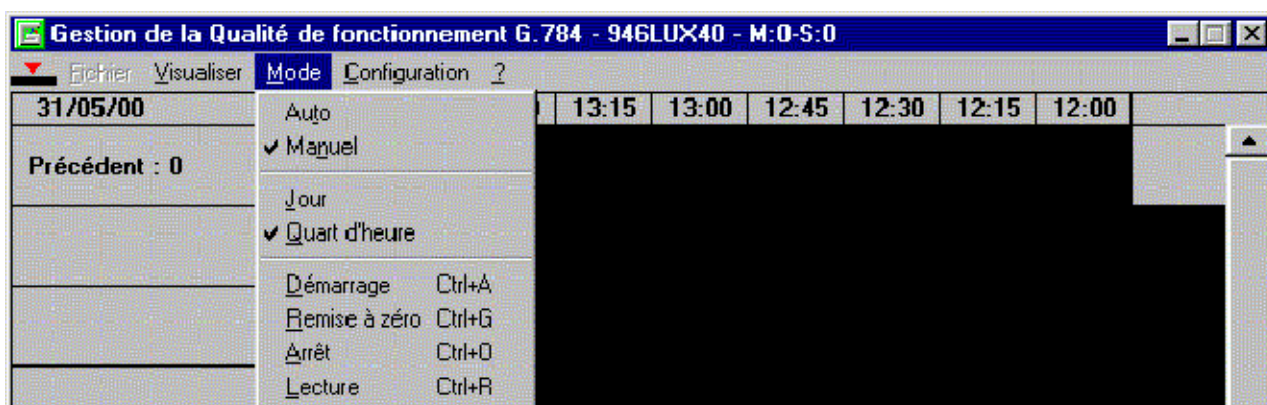 Gestion de la Qualité de fonctionnement G.784 - 946LUX40 - M:0-S:0
Fichier Visualiser Mode Configuration ?
31/05/00 13:15 13:00 12:45 12:30 12:15 12:00
Auto
Manuel
Précédent : 0
Jour
Quart d'heure
Démarrage Ctrl+A
Remise à zéro Ctrl+G
Arrêt Ctrl+O
Lecture Ctrl+R